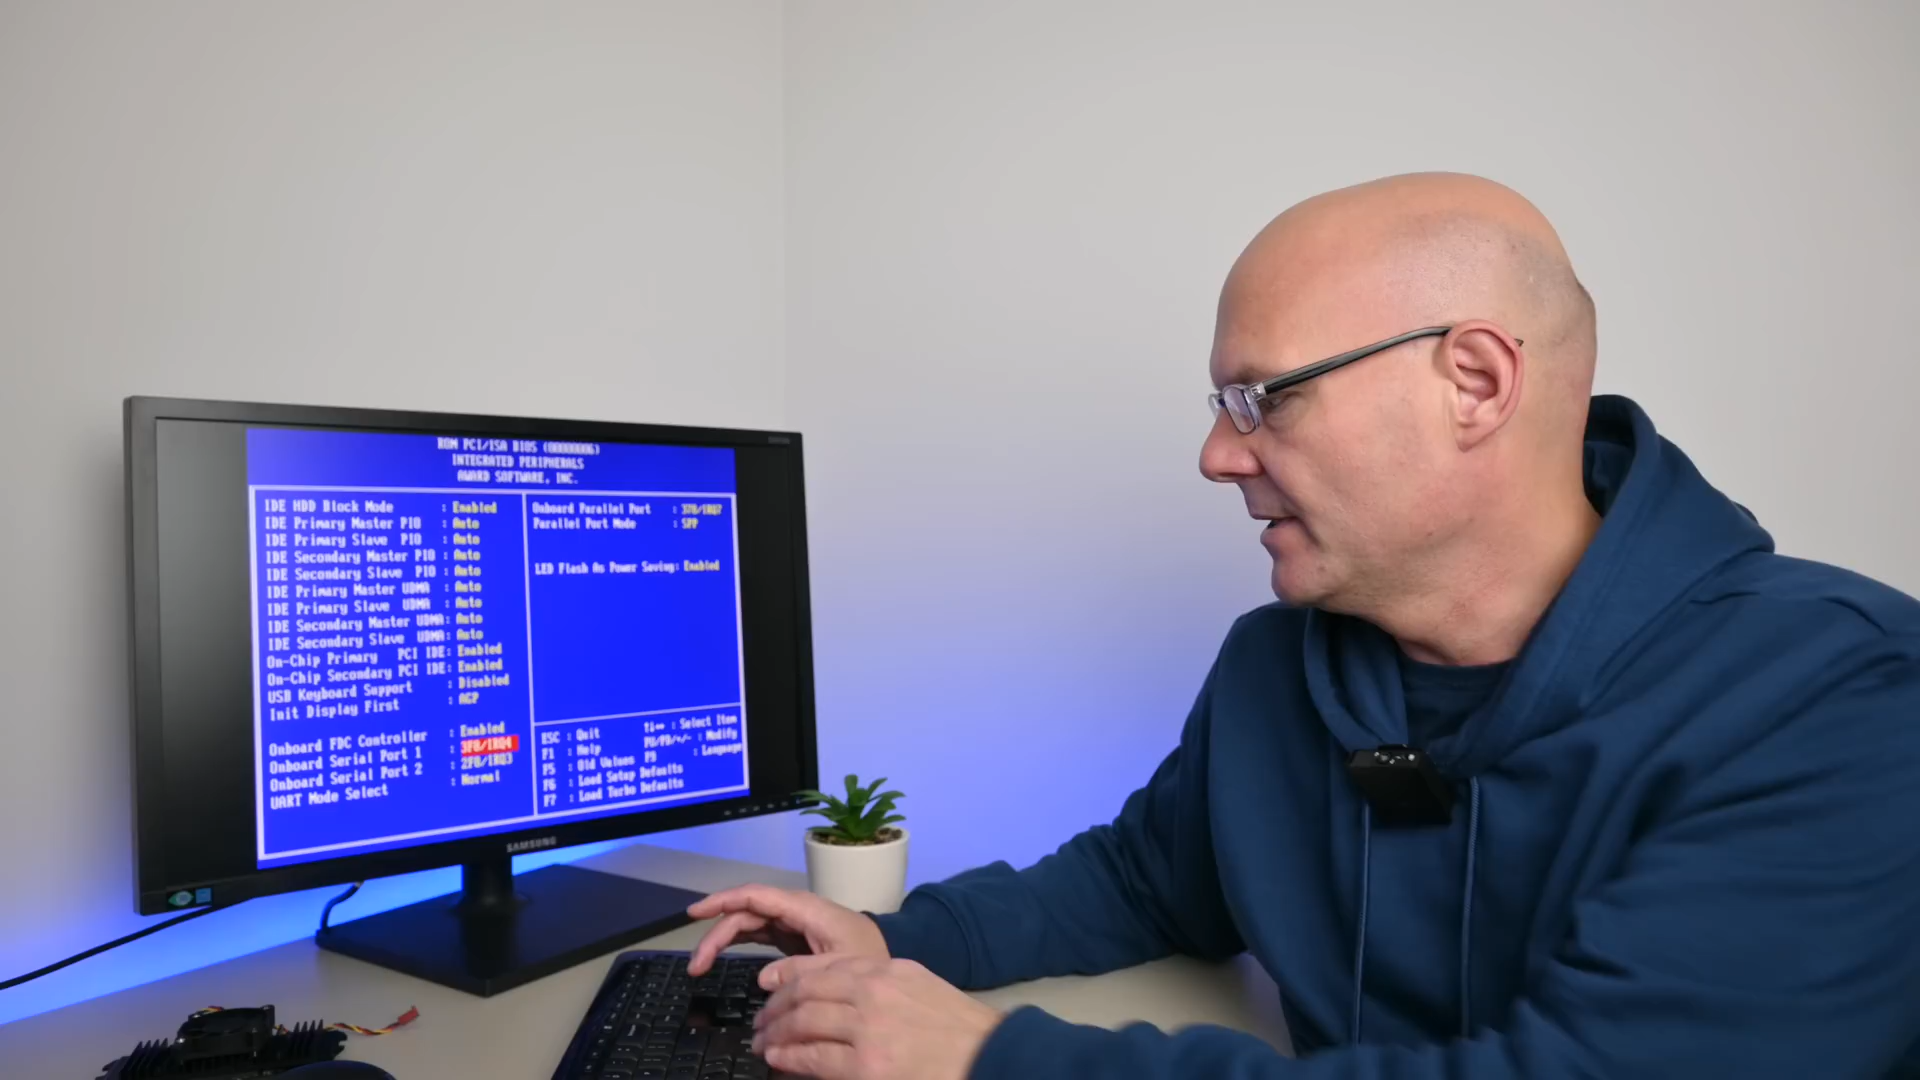 ROM PCI/ISA BIOS (00000006)
INTEGRATED PERIPHERALS
AWARD SOFTWARE, INC.
IDE HDD Block Mode : Enabled
IDE Primary Master PIO : Auto
IDE Primary Slave PIO : Auto
IDE Secondary Master PIO : Auto
IDE Secondary Slave PIO : Auto
IDE Primary Master UDMA : Auto
IDE Primary Slave UDMA : Auto
IDE Secondary Master UDMA: Auto
IDE Secondary Slave UDMA: Auto
On-Chip Primary PCI IDE: Enabled
On-Chip Secondary PCI IDE: Enabled
USB Keyboard Support : Disabled
Init Display First : AGP
Onboard FDC Controller : Enabled
Onboard Serial Port 1 : 3F8/IRQ4
Onboard Serial Port 2 : 2F8/IRQ3
UART Mode Select : Normal
Onboard Parallel Port : 378/IRQ7
Parallel Port Mode : SPP
LED Flash As Power Saving: Enabled
ESC : Quit ↑↓←→ : Select Item
F1 : Help PU/PD/+/- : Modify
F5 : Old Values F9 : Language
F6 : Load Setup Defaults
F7 : Load Turbo Defaults
SAMSUNG